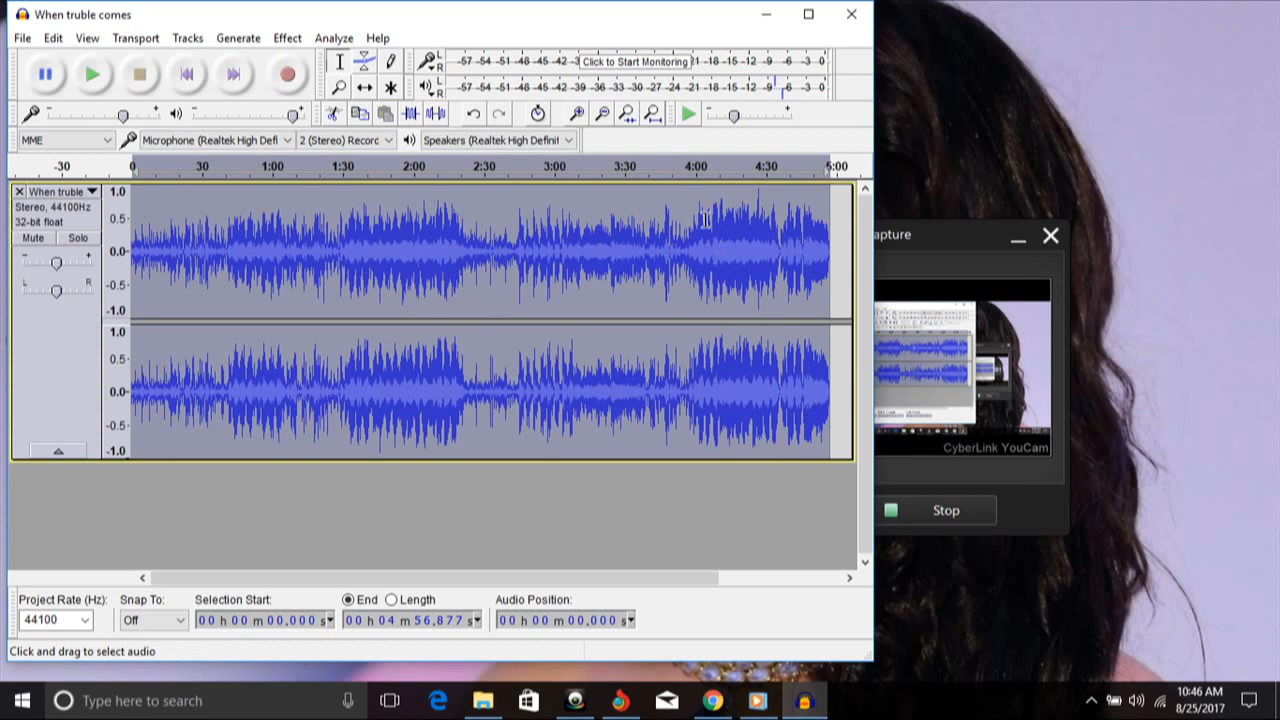 When truble comes
File Edit View Transport Tracks Generate Effect Analyze Help
L R -57 -54 -51 -48 -45 -42 -3 Click to Start Monitoring 21 -18 -15 -12 -9 -6 -3 0
L R -57 -54 -51 -48 -45 -42 -39 -36 -33 -30 -27 -24 -21 -18 -15 -12 -9 -6 -3 0
- + - + - +
MME Microphone (Realtek High Defi 2 (Stereo) Recorc Speakers (Realtek High Definit
-30 0 30 1:00 1:30 2:00 2:30 3:00 3:30 4:00 4:30 5:00
When truble 1.0
Stereo, 44100Hz
32-bit float
0.5
Mute Solo
0.0
- +
L R
-0.5
-1.0
1.0
0.5
0.0
-0.5
-1.0
apture
CyberLink YouCam
Stop
Project Rate (Hz): Snap To: Selection Start: End Length Audio Position:
44100 Off 00 h 00 m 00.000 s 00 h 04 m 56.877 s 00 h 00 m 00.000 s
Click and drag to select audio
Type here to search
10:46 AM
8/25/2017